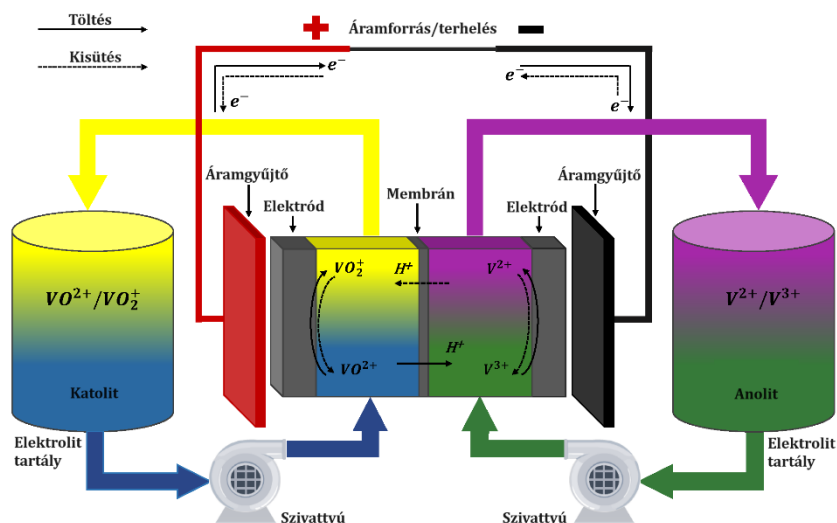 Töltés
Áramforrás/terhelés
Kisütés
e⁻
e⁻
e⁻
e⁻
Áramgyűjtő
Elektród
Membrán
Elektród
Áramgyűjtő
VO₂⁺
H⁺
V²⁺
VO²⁺/VO₂⁺
V²⁺/V³⁺
H⁺
VO²⁺
V³⁺
Katolit
Anolit
Elektrolit
tartály
Elektrolit
tartály
Szivattyú
Szivattyú